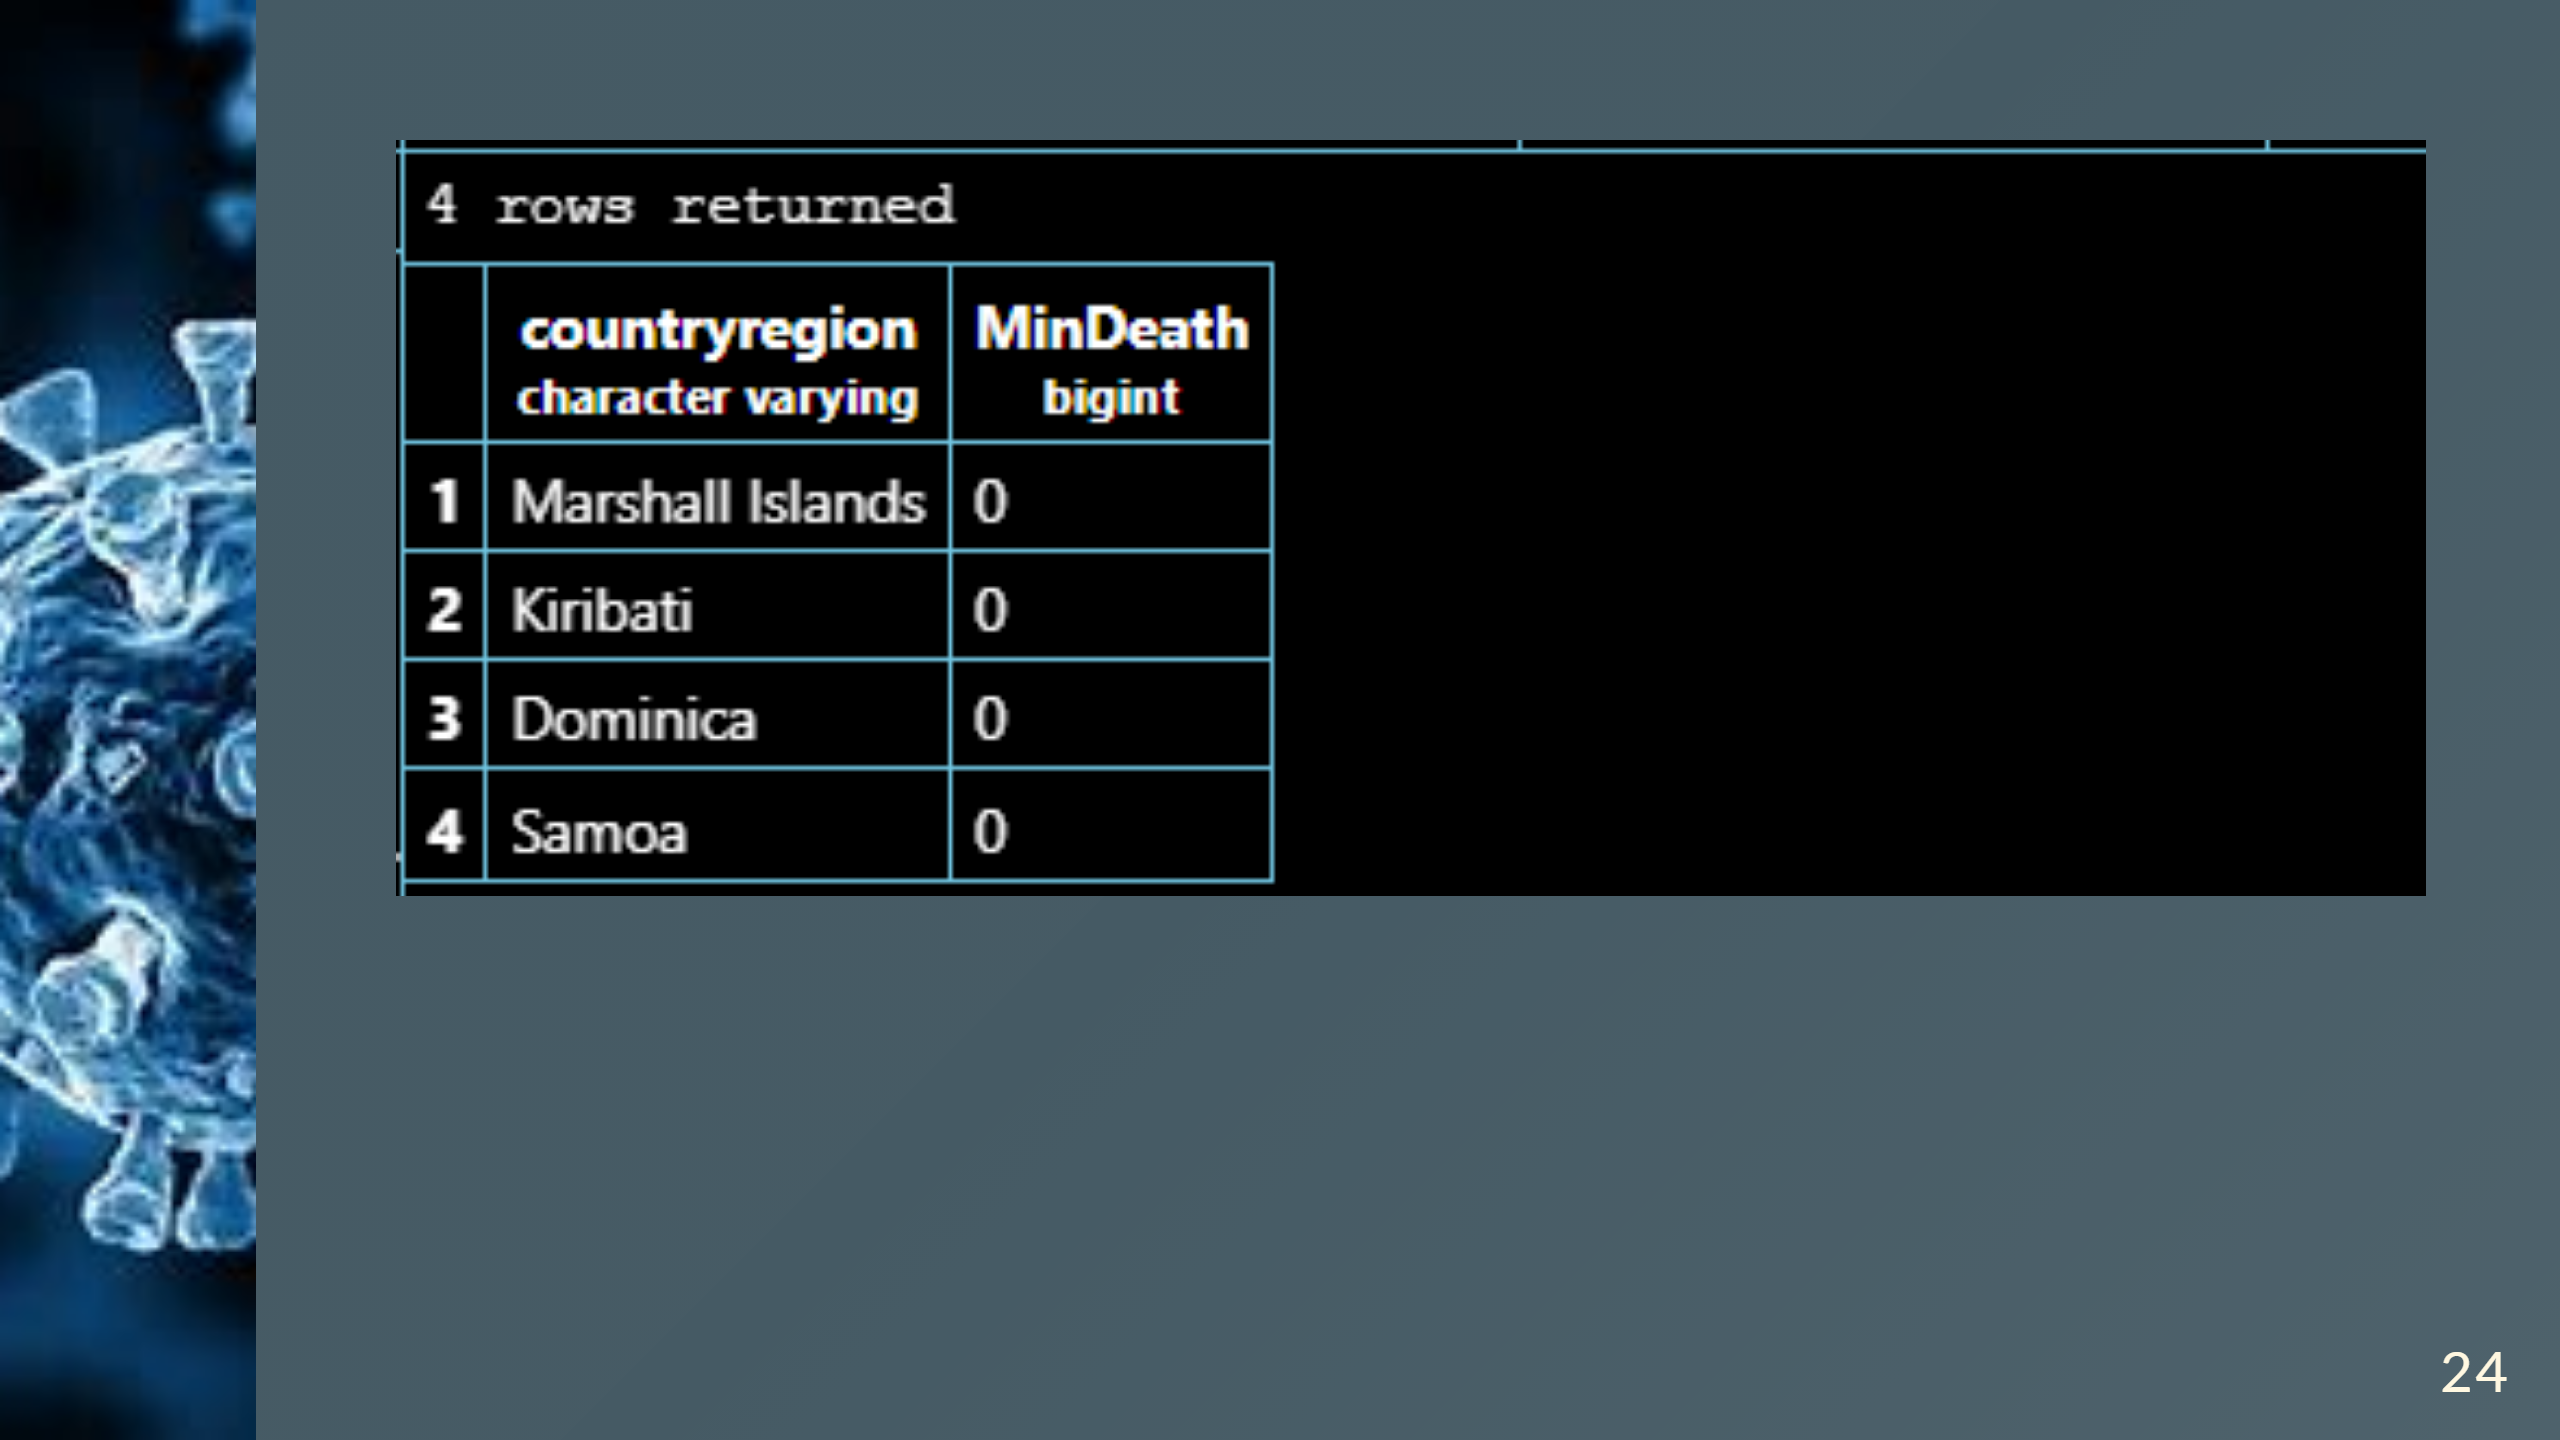 4 rows returned
countryregion MinDeath
character varying bigint
1 Marshall Islands 0
2 Kiribati 0
3 Dominica 0
4 Samoa 0
24